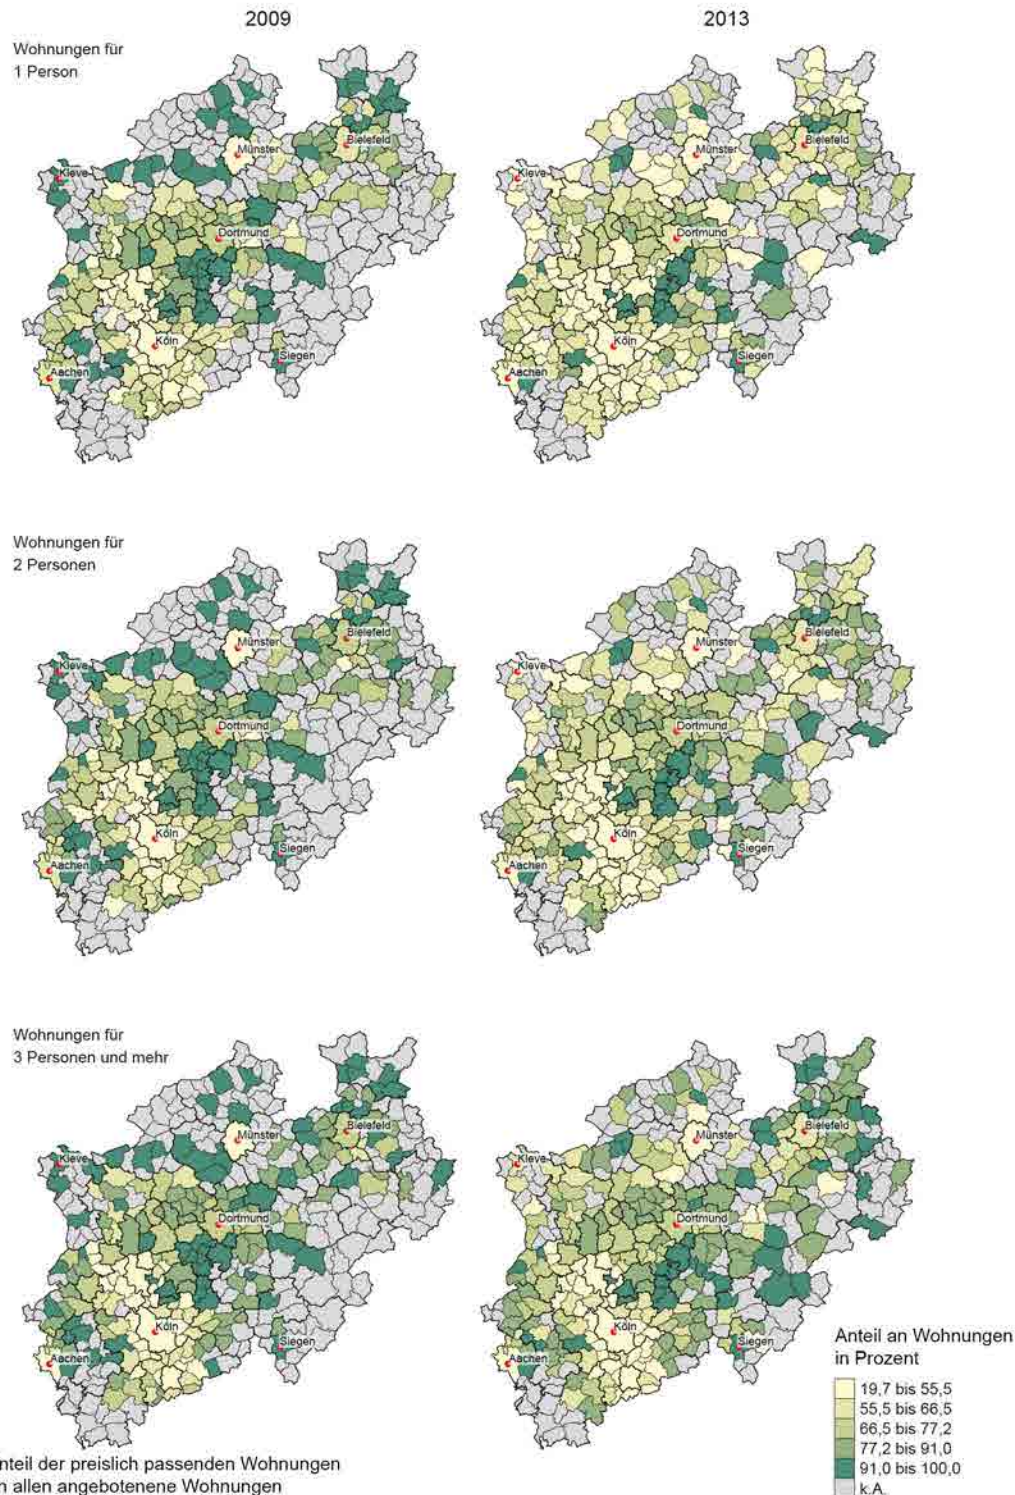 2009
2013
Wohnungen für
1 Person
Münster
Bielefeld
Kleve
Dortmund
Köln
Siegen
Aachen
Münster
Bielefeld
Kleve
Dortmund
Köln
Siegen
Aachen
Wohnungen für
2 Personen
Münster
Bielefeld
Kleve
Dortmund
Köln
Siegen
Aachen
Münster
Bielefeld
Kleve
Dortmund
Köln
Siegen
Aachen
Wohnungen für
3 Personen und mehr
Münster
Bielefeld
Kleve
Dortmund
Köln
Siegen
Aachen
Münster
Bielefeld
Kleve
Dortmund
Köln
Siegen
Aachen
Anteil an Wohnungen
in Prozent
19,7 bis 55,5
55,5 bis 66,5
66,5 bis 77,2
77,2 bis 91,0
91,0 bis 100,0
k.A.
nteil der preislich passenden Wohnungen
n allen angebotenene Wohnungen